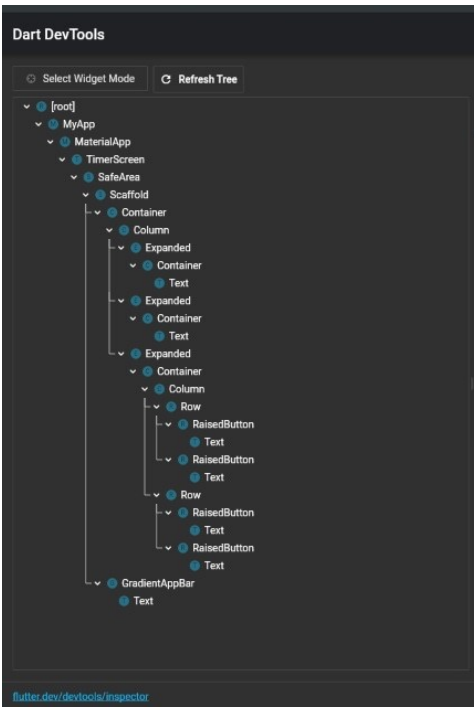 Dart DevTools
Select Widget Mode Refresh Tree
[root]
MyApp
MaterialApp
TimerScreen
SafeArea
Scaffold
Container
Column
Expanded
Container
Text
Expanded
Container
Text
Expanded
Container
Column
Row
RaisedButton
Text
RaisedButton
Text
Row
RaisedButton
Text
RaisedButton
Text
GradientAppBar
Text
flutter.dev/devtools/inspector